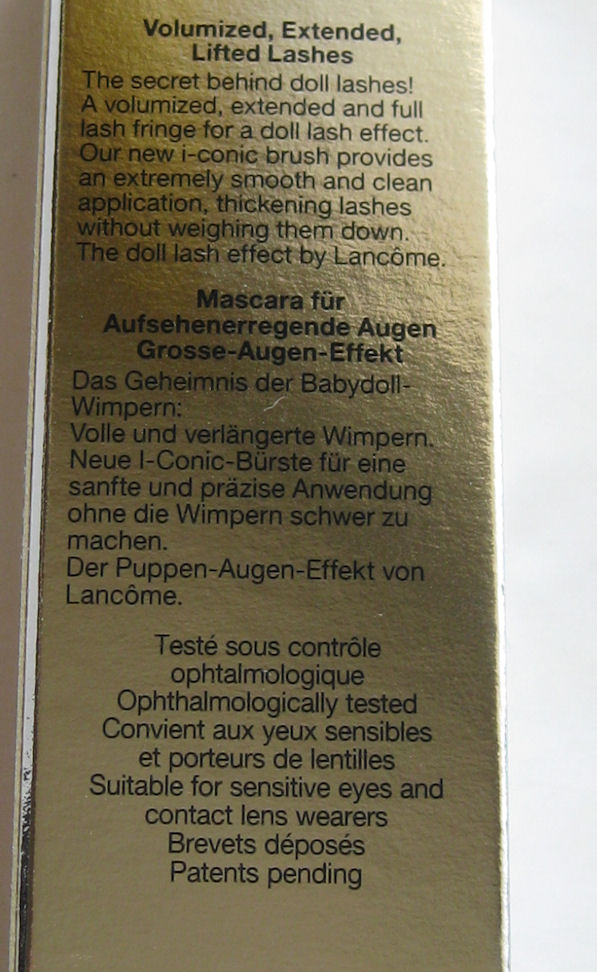 Volumized, Extended,
Lifted Lashes
The secret behind doll lashes!
A volumized, extended and full
lash fringe for a doll lash effect.
Our new i-conic brush provides
an extremely smooth and clean
application, thickening lashes
without weighing them down.
The doll lash effect by Lancôme.
Mascara für
Aufsehenerregende Augen
Grosse-Augen-Effekt
Das Geheimnis der Babydoll-
Wimpern:
Volle und verlängerte Wimpern.
Neue I-Conic-Bürste für eine
sanfte und präzise Anwendung
ohne die Wimpern schwer zu
machen.
Der Puppen-Augen-Effekt von
Lancôme.
Testé sous contrôle
ophtalmologique
Ophthalmologically tested
Convient aux yeux sensibles
et porteurs de lentilles
Suitable for sensitive eyes and
contact lens wearers
Brevets déposés
Patents pending